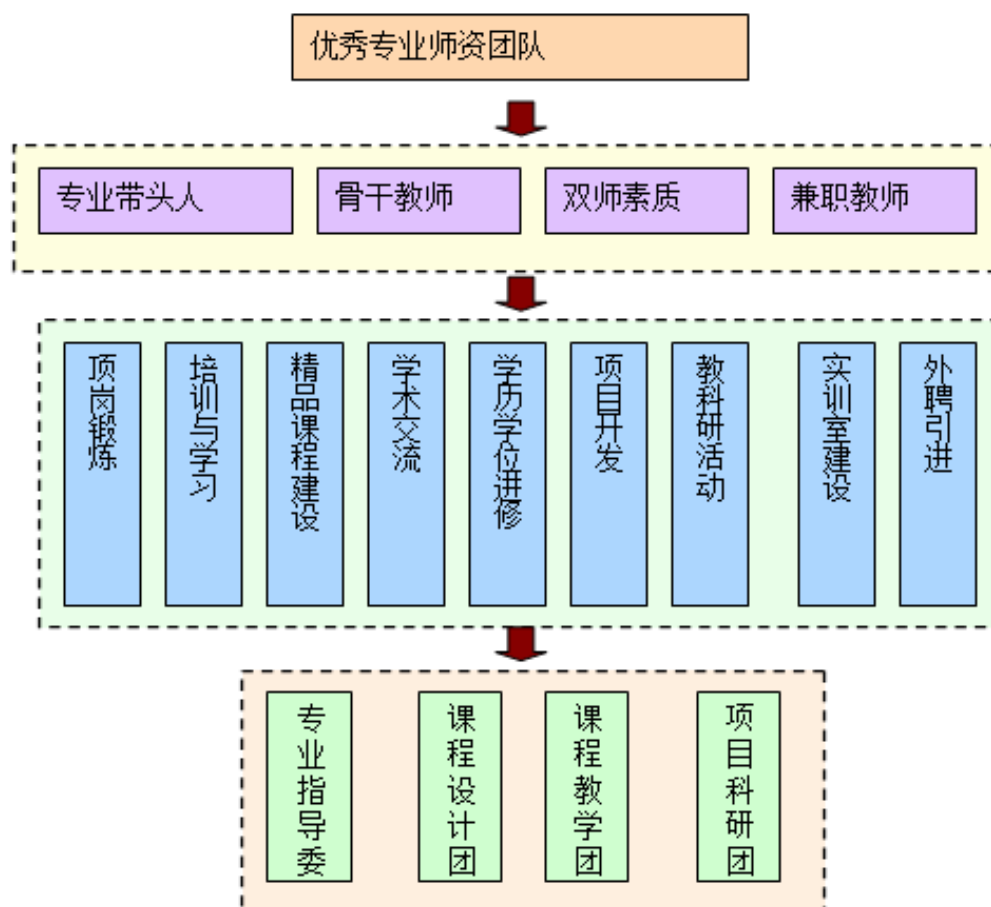 优秀专业师资团队
专业带头人
骨干教师
双师素质
兼职教师
顶岗锻炼
培训与学习
精品课程建设
学术交流
学历学位进修
项目开发
教科研活动
实训室建设
外聘引进
专业指导委
课程设计团
课程教学团
项目科研团